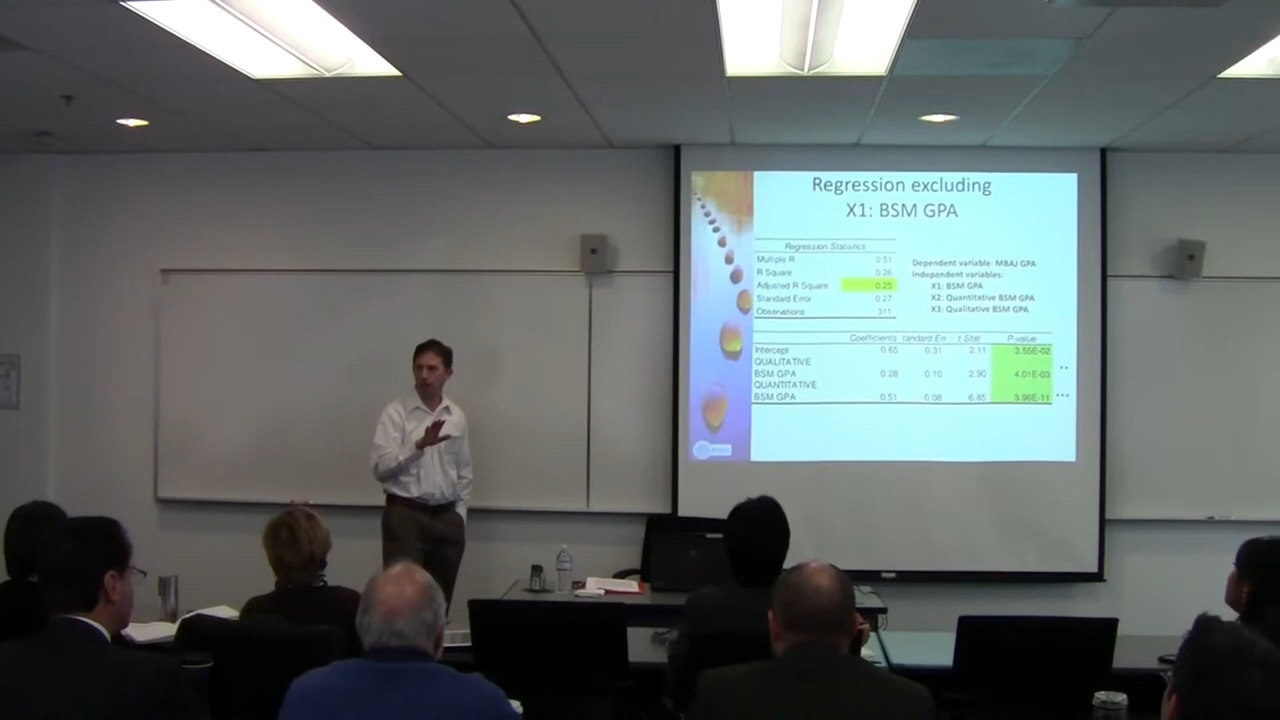 Regression excluding
X1: BSM GPA
Regression Statistics
Multiple R 0.51
R Square 0.26
Adjusted R Square 0.25
Standard Error 0.27
Observations 311
Dependent variable: MBAJ GPA
Independent variables:
X1: BSM GPA
X2: Quantitative BSM GPA
X3: Qualitative BSM GPA
Coefficients tandard Err t Stat P-value
Intercept 0.65 0.31 2.11 3.55E-02
QUALITATIVE
BSM GPA 0.28 0.10 2.90 4.01E-03 **
QUANTITATIVE
BSM GPA 0.51 0.08 6.85 3.96E-11 ***